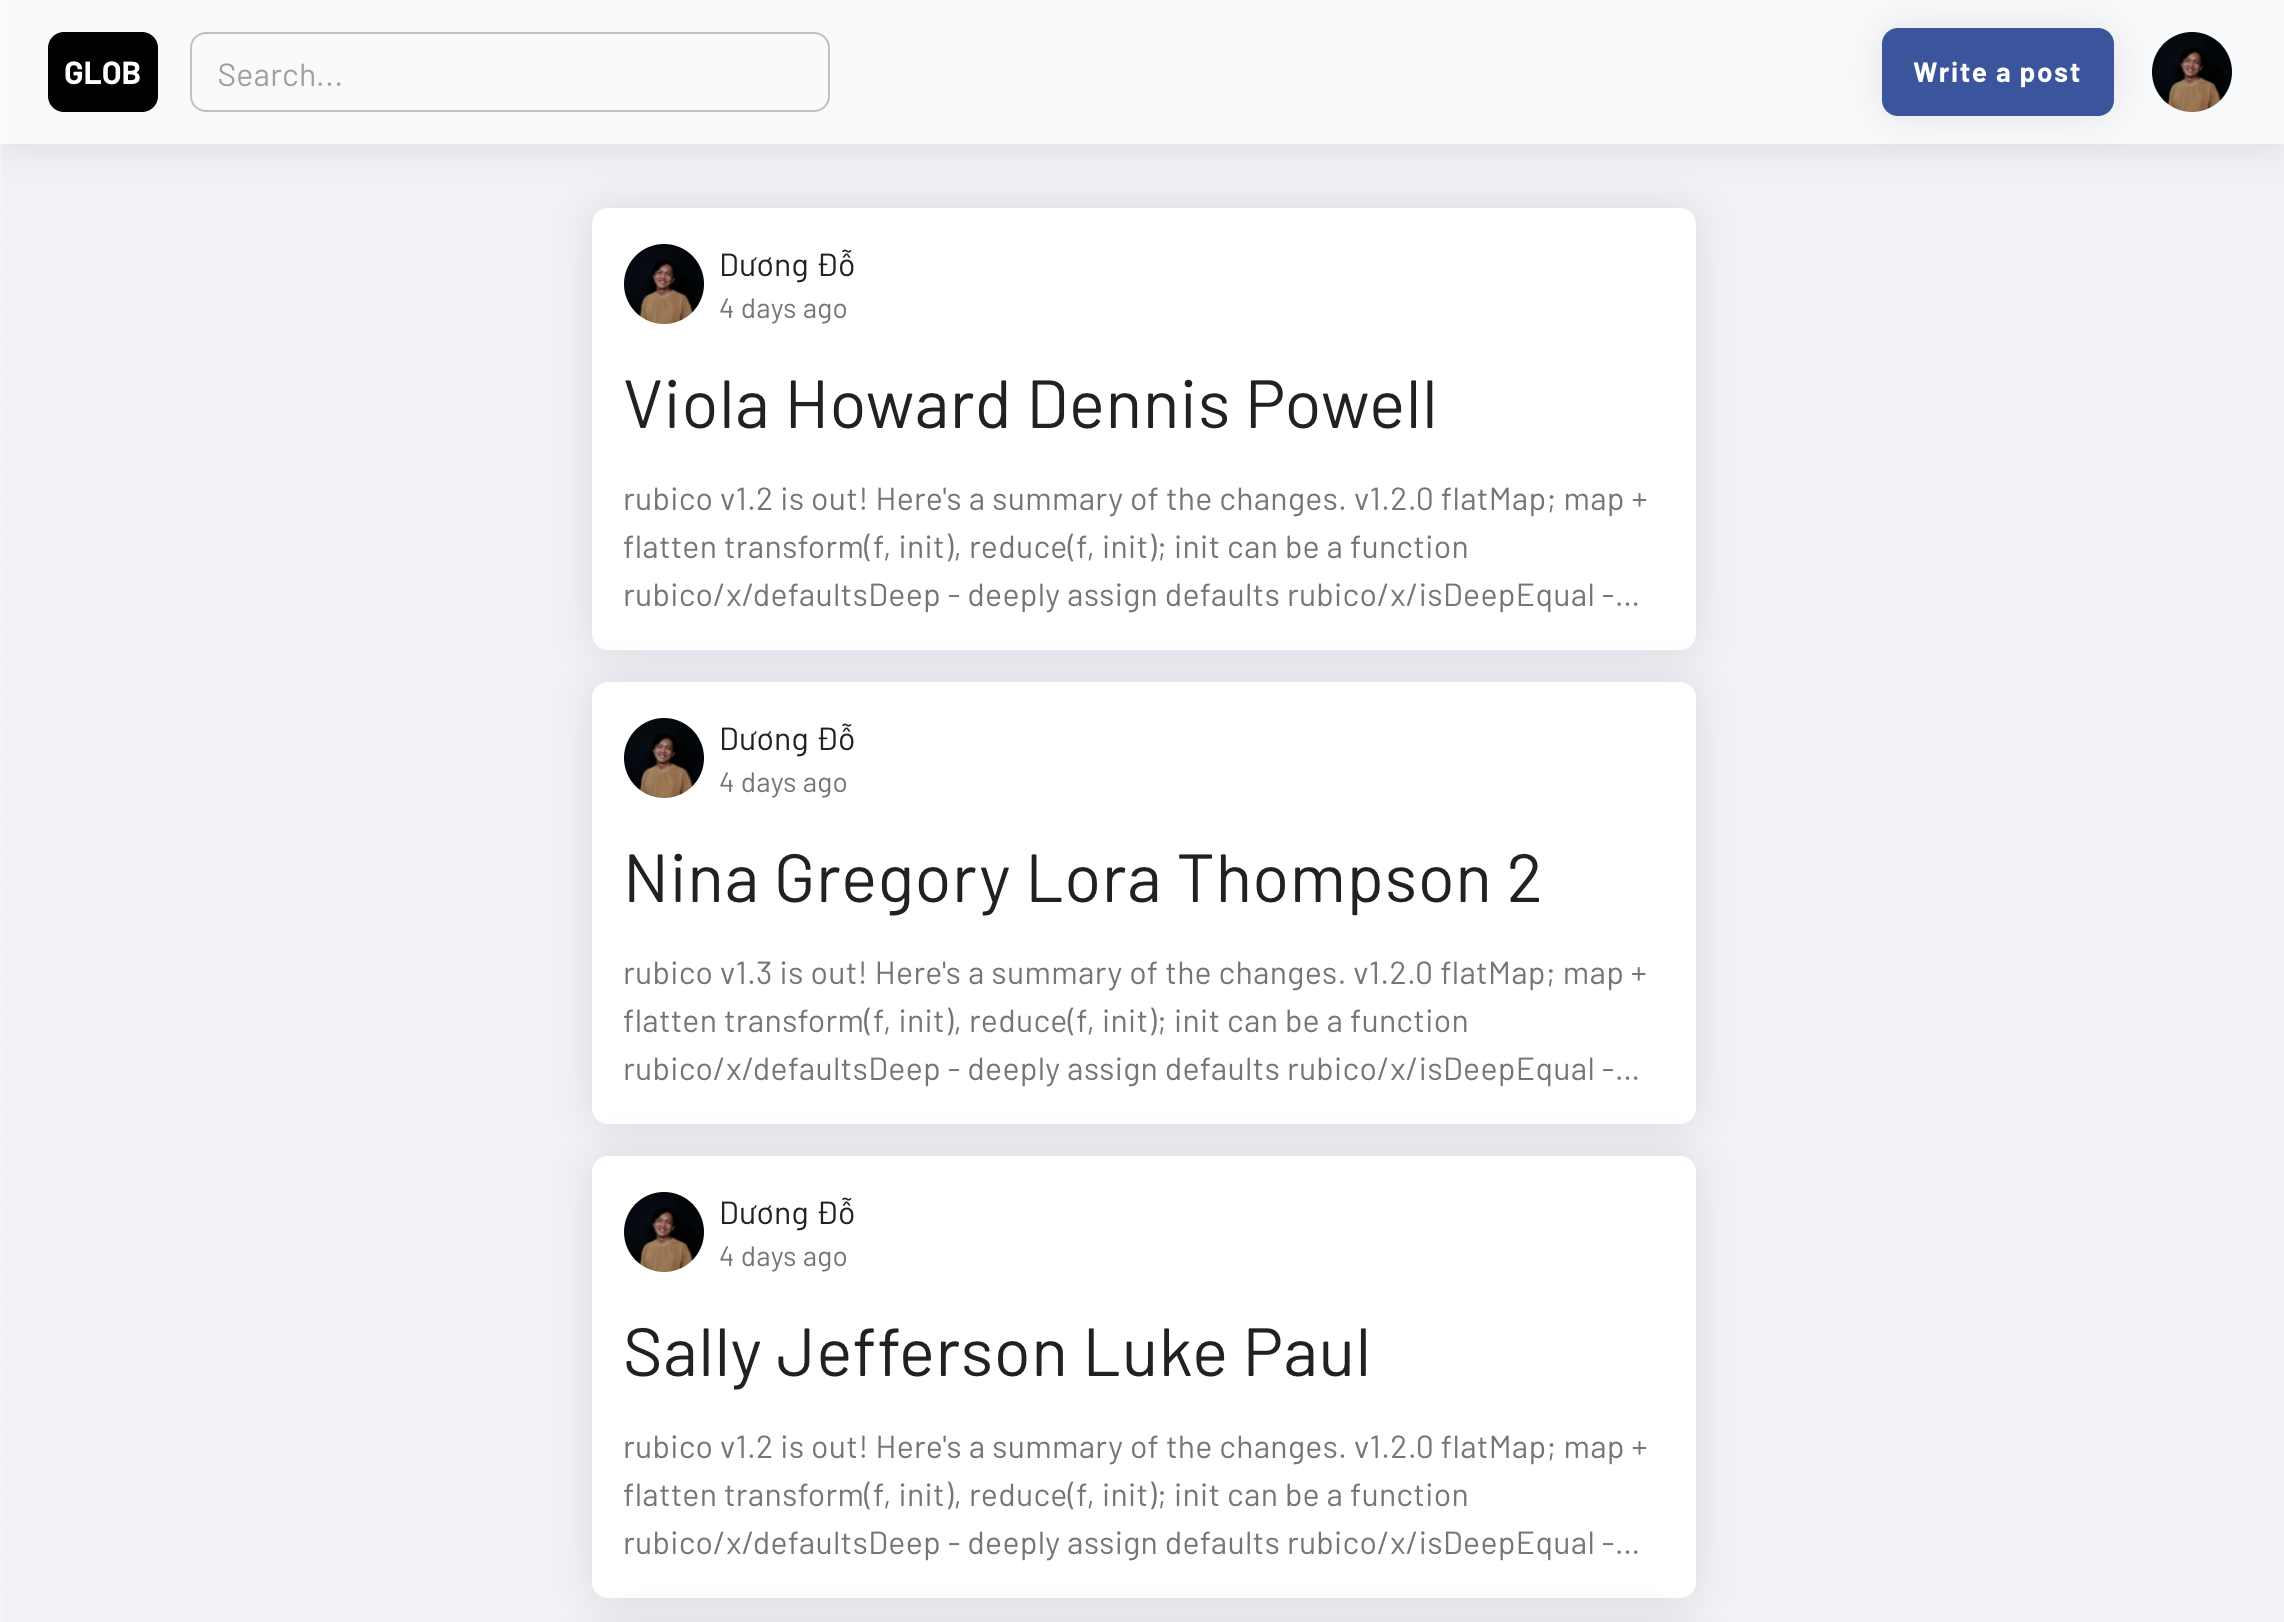 GLOB
Search...
Write a post
Dương Đỗ
4 days ago
Viola Howard Dennis Powell
rubico v1.2 is out! Here's a summary of the changes. v1.2.0 flatMap; map +
flatten transform(f, init), reduce(f, init); init can be a function
rubico/x/defaultsDeep - deeply assign defaults rubico/x/isDeepEqual -...
Dương Đỗ
4 days ago
Nina Gregory Lora Thompson 2
rubico v1.3 is out! Here's a summary of the changes. v1.2.0 flatMap; map +
flatten transform(f, init), reduce(f, init); init can be a function
rubico/x/defaultsDeep - deeply assign defaults rubico/x/isDeepEqual -...
Dương Đỗ
4 days ago
Sally Jefferson Luke Paul
rubico v1.2 is out! Here's a summary of the changes. v1.2.0 flatMap; map +
flatten transform(f, init), reduce(f, init); init can be a function
rubico/x/defaultsDeep - deeply assign defaults rubico/x/isDeepEqual -...